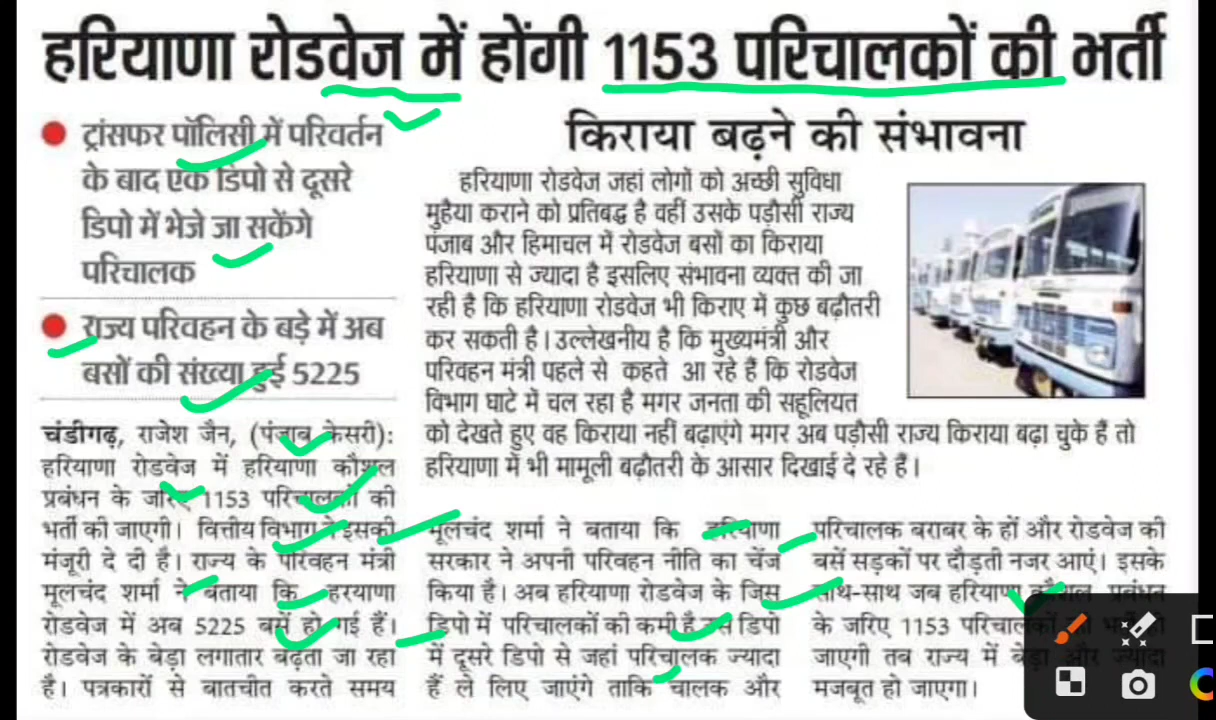 हरियाणा रोडवेज में होंगी 1153 परिचालकों की भर्ती
ट्रांसफर पॉलिसी में परिवर्तन
के बाद एक डिपो से दूसरे
डिपो में भेजे जा सकेंगे
परिचालक
राज्य परिवहन के बड़े में अब
बसों की संख्या हुई 5225
चंडीगढ़, राजेश जैन, (पंजाब केसरी):
हरियाणा रोडवेज में हरियाणा कौशल
प्रबंधन के जरिए 1153 परिचालकों की
भर्ती की जाएगी। वित्तीय विभाग ने इसकी
मंजूरी दे दी है। राज्य के परिवहन मंत्री
मूलचंद शर्मा ने बताया कि हरयाणा
रोडवेज में अब 5225 बसें हो गई हैं।
रोडवेज के बेड़ा लगातार बढ़ता जा रहा
है। पत्रकारों से बातचीत करते समय
किराया बढ़ने की संभावना
हरियाणा रोडवेज जहां लोगों को अच्छी सुविधा
मुहैया कराने को प्रतिबद्ध है वहीं उसके पड़ौसी राज्य
पंजाब और हिमाचल में रोडवेज बसों का किराया
हरियाणा से ज्यादा है इसलिए संभावना व्यक्त की जा
रही है कि हरियाणा रोडवेज भी किराए में कुछ बढ़ौतरी
कर सकती है। उल्लेखनीय है कि मुख्यमंत्री और
परिवहन मंत्री पहले से कहते आ रहे हैं कि रोडवेज
विभाग घाटे में चल रहा है मगर जनता की सहूलियत
को देखते हुए वह किराया नहीं बढ़ाएंगे मगर अब पड़ौसी राज्य किराया बढ़ा चुके हैं तो
हरियाणा में भी मामूली बढ़ौतरी के आसार दिखाई दे रहे हैं।
मूलचंद शर्मा ने बताया कि हरियाणा
सरकार ने अपनी परिवहन नीति का चेंज
किया है। अब हरियाणा रोडवेज के जिस
डिपो में परिचालकों की कमी है उसे डिपो
में दूसरे डिपो से जहां परिचालक ज्यादा
हैं ले लिए जाएंगे ताकि चालक और
परिचालक बराबर के हों और रोडवेज की
बसें सड़कों पर दौड़ती नजर आएं। इसके
साथ-साथ जब हरियाणा कौशल प्रबंधन
के जरिए 1153 परिचालकों की भर्ती हो
जाएगी तब राज्य में बेड़ा और ज्यादा
मजबूत हो जाएगा।